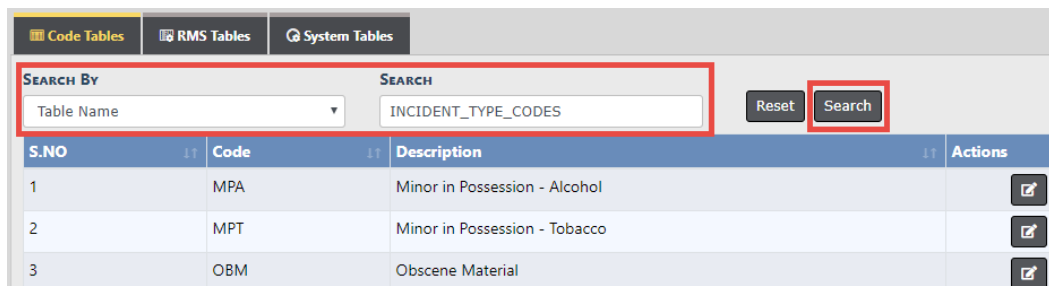 Code Tables RMS Tables System Tables
SEARCH BY SEARCH
Table Name INCIDENT_TYPE_CODES Reset Search
S.NO Code Description Actions
1 MPA Minor in Possession - Alcohol
2 MPT Minor in Possession - Tobacco
3 OBM Obscene Material